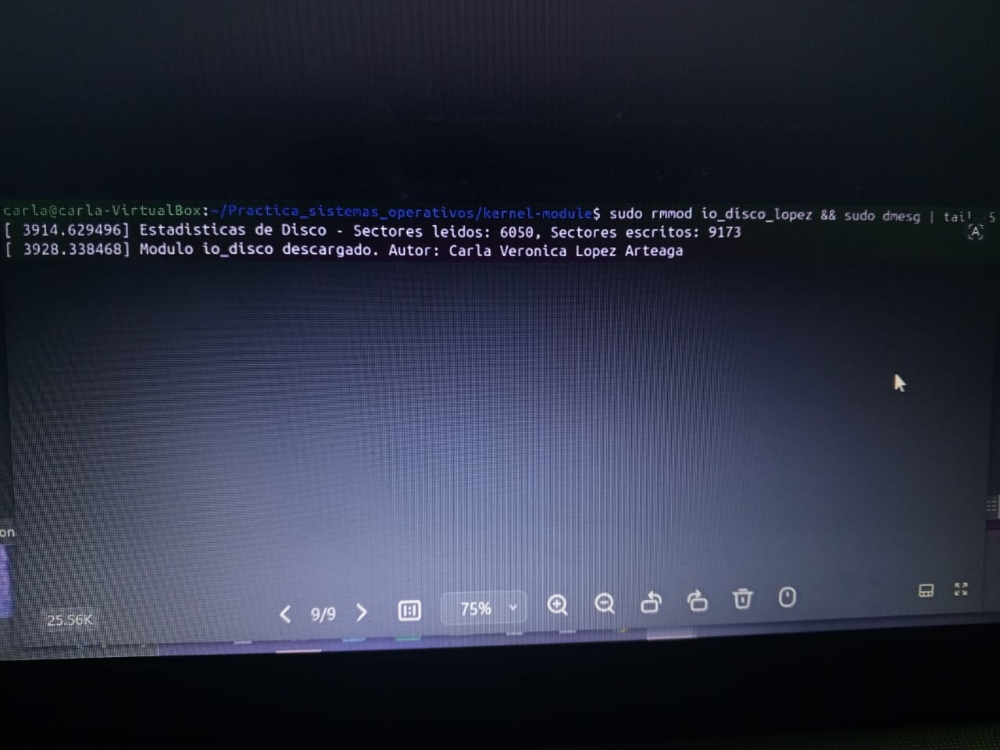 carla@carla-VirtualBox:~/Practica_sistemas_operativos/kernel-module$ sudo rmmod io_disco_lopez && sudo dmesg | tail -5
[ 3914.629496] Estadisticas de Disco - Sectores leidos: 6050, Sectores escritos: 9173
[ 3928.338468] Modulo io_disco descargado. Autor: Carla Veronica Lopez Arteaga
A
on
25.56K
9/9
1:1
75%